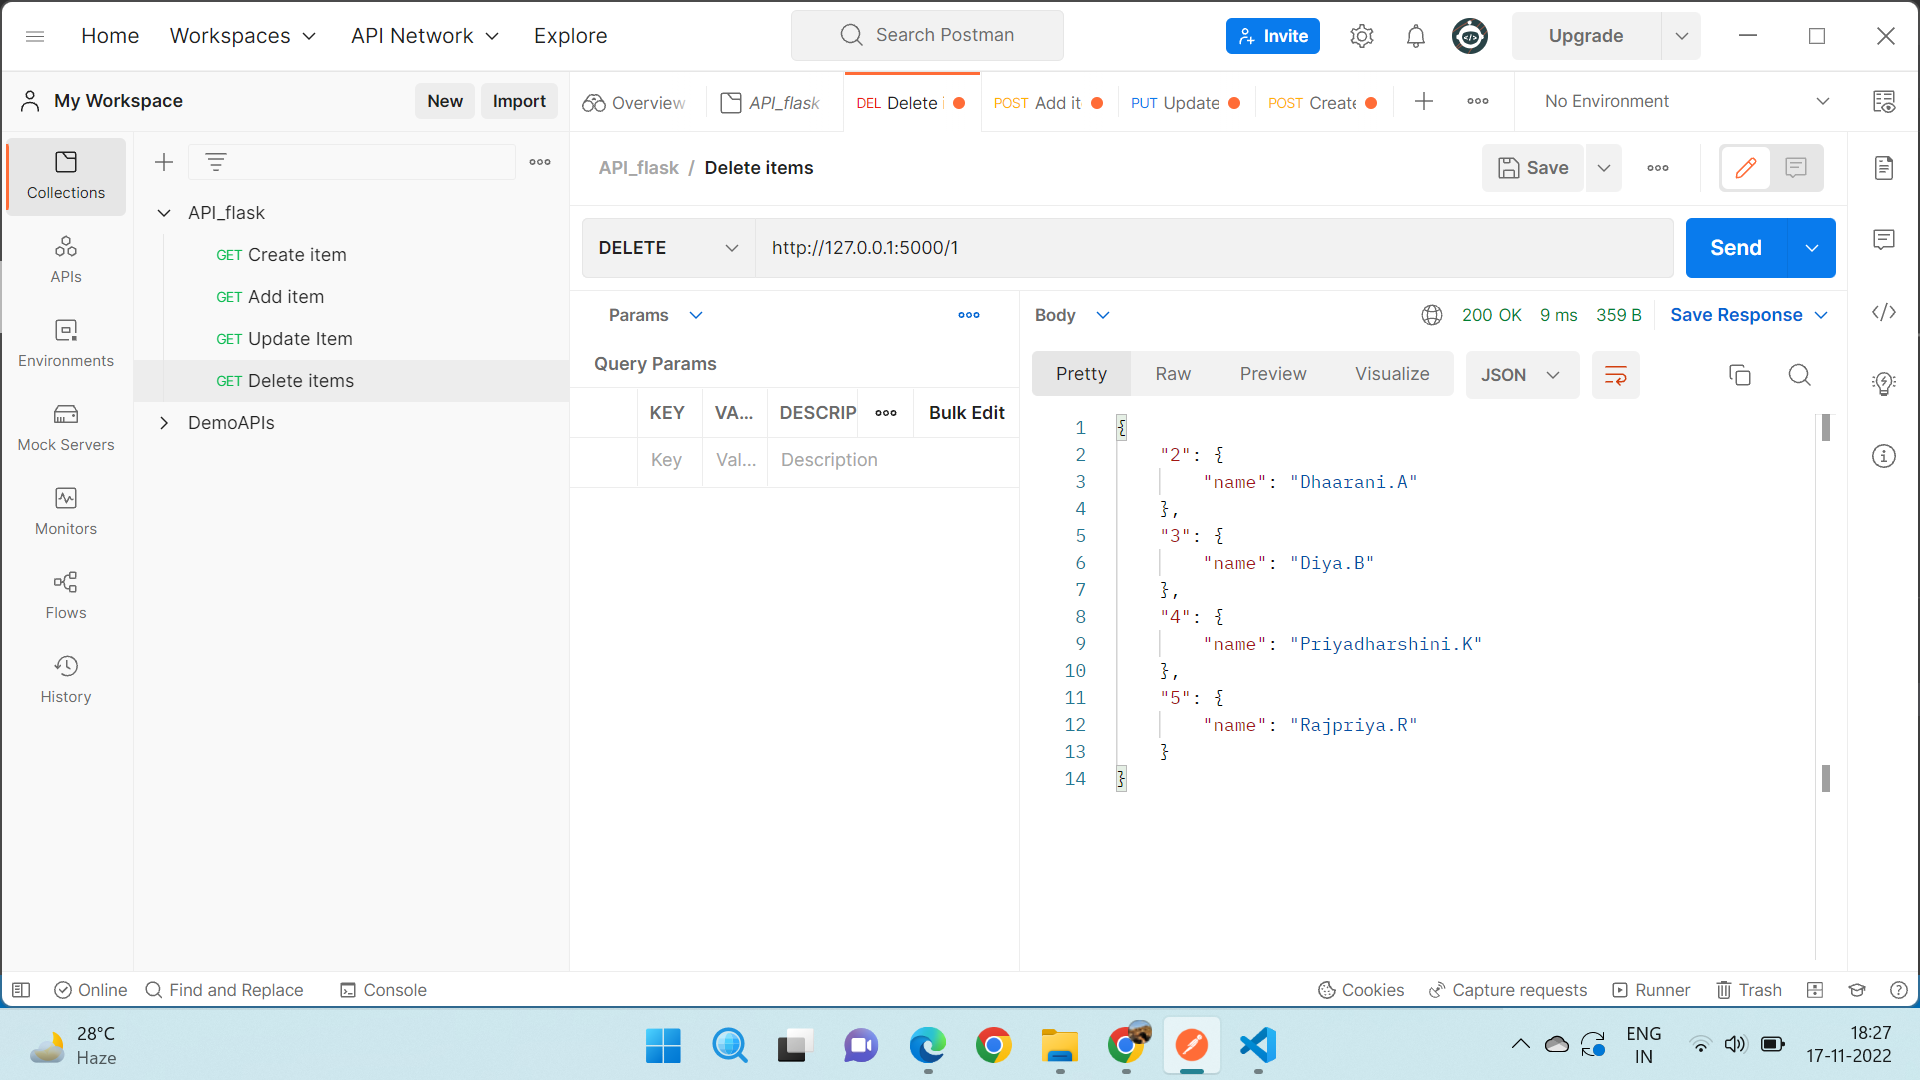 Home Workspaces API Network Explore Search Postman Invite Upgrade
My Workspace New Import
Overview API_flask DEL Delete POST Add it PUT Update POST Create No Environment
Collections
APIs
Environments
Mock Servers
Monitors
Flows
History
API_flask
GET Create item
GET Add item
GET Update Item
GET Delete items
DemoAPIs
API_flask / Delete items Save
DELETE http://127.0.0.1:5000/1 Send
Params
Query Params
KEY VA... DESCRIP Bulk Edit
Key Val... Description
Body 200 OK 9 ms 359 B Save Response
Pretty Raw Preview Visualize JSON
1 {
2 "2": {
3 "name": "Dhaarani.A"
4 },
5 "3": {
6 "name": "Diya.B"
7 },
8 "4": {
9 "name": "Priyadharshini.K"
10 },
11 "5": {
12 "name": "Rajpriya.R"
13 }
14 }
Online Find and Replace Console Cookies Capture requests Runner Trash
28°C
Haze
ENG
IN
18:27
17-11-2022